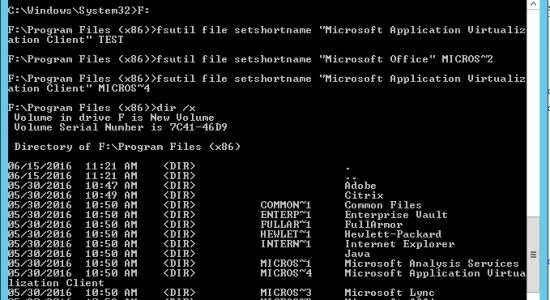 C:\Windows\System32>F:
F:\Program Files (x86)>fsutil file setshortname "Microsoft Application Virtualiz
ation Client" TEST
F:\Program Files (x86)>fsutil file setshortname "Microsoft Office" MICROS~2
F:\Program Files (x86)>fsutil file setshortname "Microsoft Application Virtualiz
ation Client" MICROS~4
F:\Program Files (x86)>dir /x
Volume in drive F is New Volume
Volume Serial Number is 7C41-46D9
Directory of F:\Program Files (x86)
06/15/2016 11:21 AM <DIR> .
06/15/2016 11:21 AM <DIR> ..
05/30/2016 10:47 AM <DIR> Adobe
05/30/2016 10:49 AM <DIR> Citrix
05/30/2016 10:50 AM <DIR> COMMON~1 Common Files
05/30/2016 10:50 AM <DIR> ENTERP~1 Enterprise Vault
05/30/2016 10:50 AM <DIR> FULLAR~1 FullArmor
05/30/2016 10:50 AM <DIR> HEWLET~1 Hewlett-Packard
05/30/2016 10:50 AM <DIR> INTERN~1 Internet Explorer
05/30/2016 10:50 AM <DIR> Java
05/30/2016 10:50 AM <DIR> MICROS~1 Microsoft Analysis Services
05/30/2016 10:50 AM <DIR> MICROS~4 Microsoft Application Virtua
lization Client
05/30/2016 10:50 AM <DIR> MICROS~3 Microsoft Lync